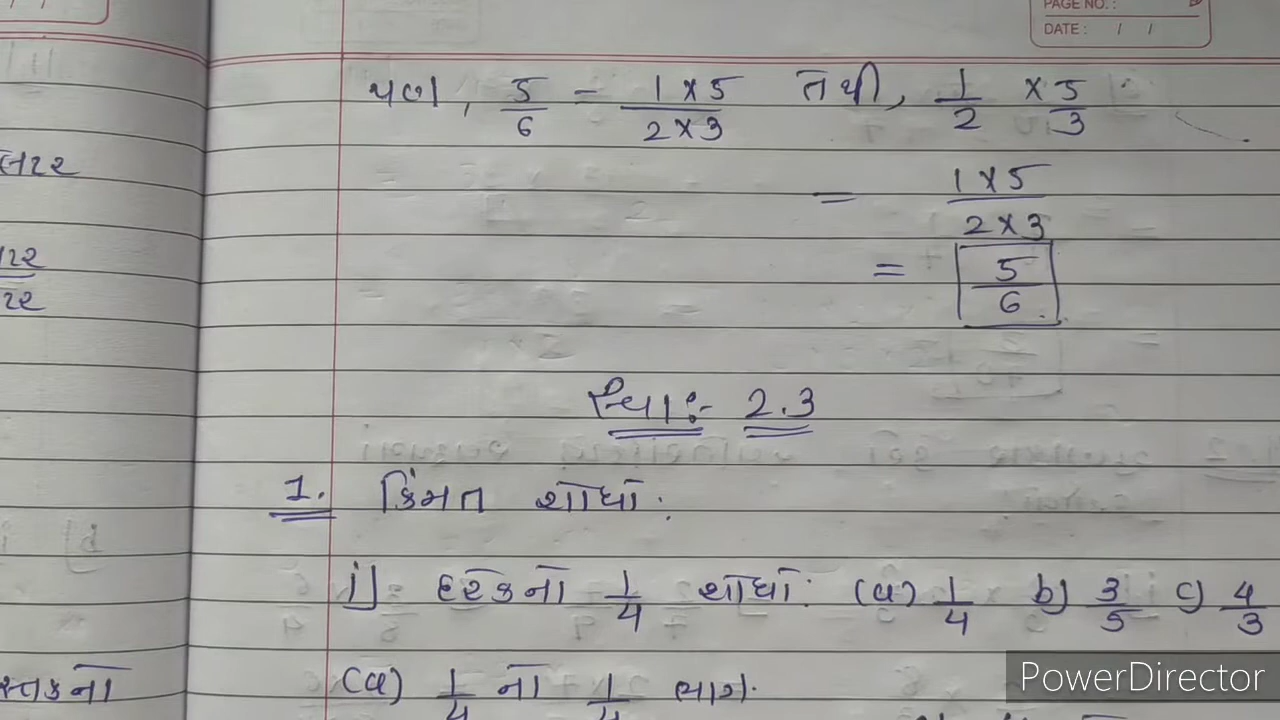 PAGE NO. :
DATE : / /
પણ, 5/6 = 1 x 5 / 2 x 3 તેથી, 1/2 x 5/3
= 1 x 5 / 2 x 3
= 5/6
સ્વા:- 2.3
1. કિંમત શોધો.
i] દરેકના 1/4 શોધો: (a) 1/4 b) 3/5 c) 4/3
(a) 1/4 ના 1/4 ભાગ.
PowerDirector